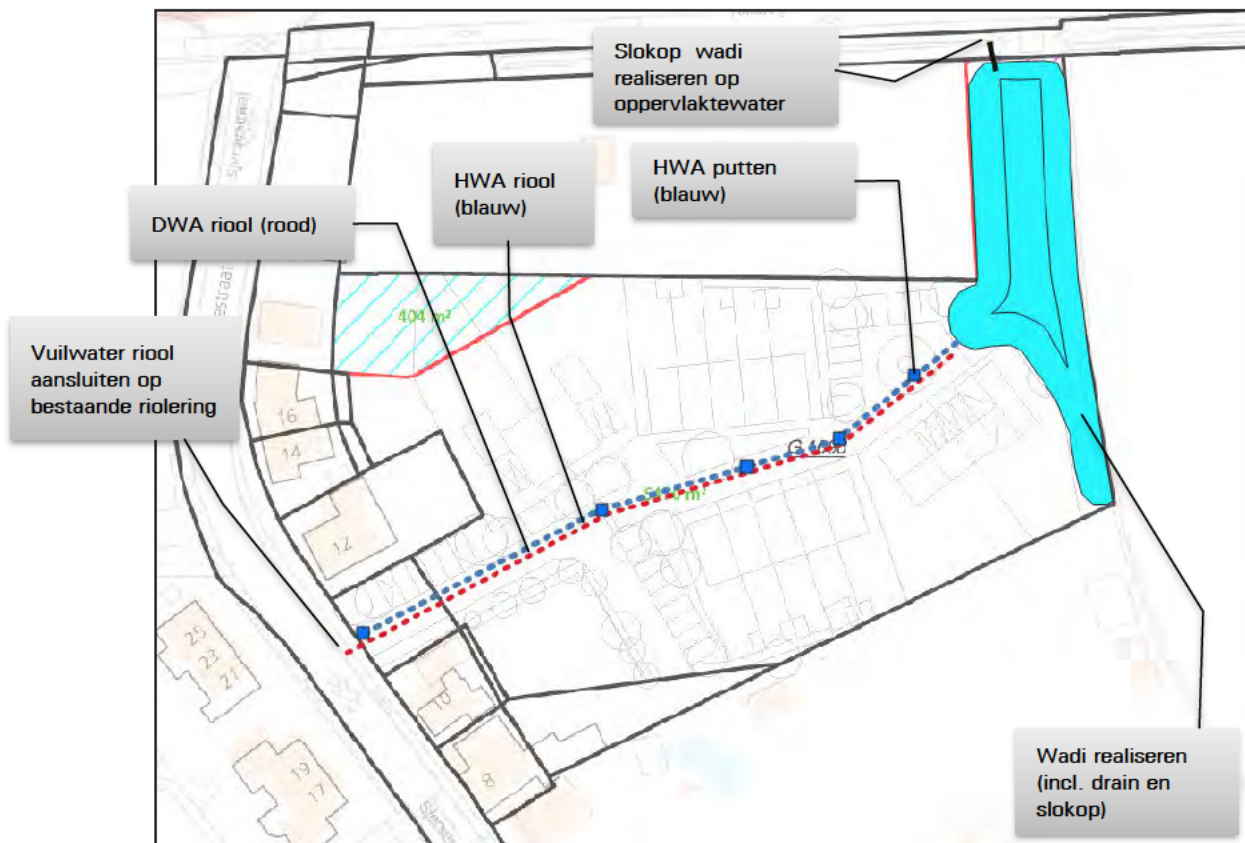 Slokop wadi
realiseren op
oppervlaktewater
HWA riool
(blauw)
HWA putten
(blauw)
DWA riool (rood)
404 m²
Vuilwater riool
aansluiten op
bestaande riolering
16
14
12
25
23
21
10
8
19
17
Wadi realiseren
(incl. drain en
slokop)